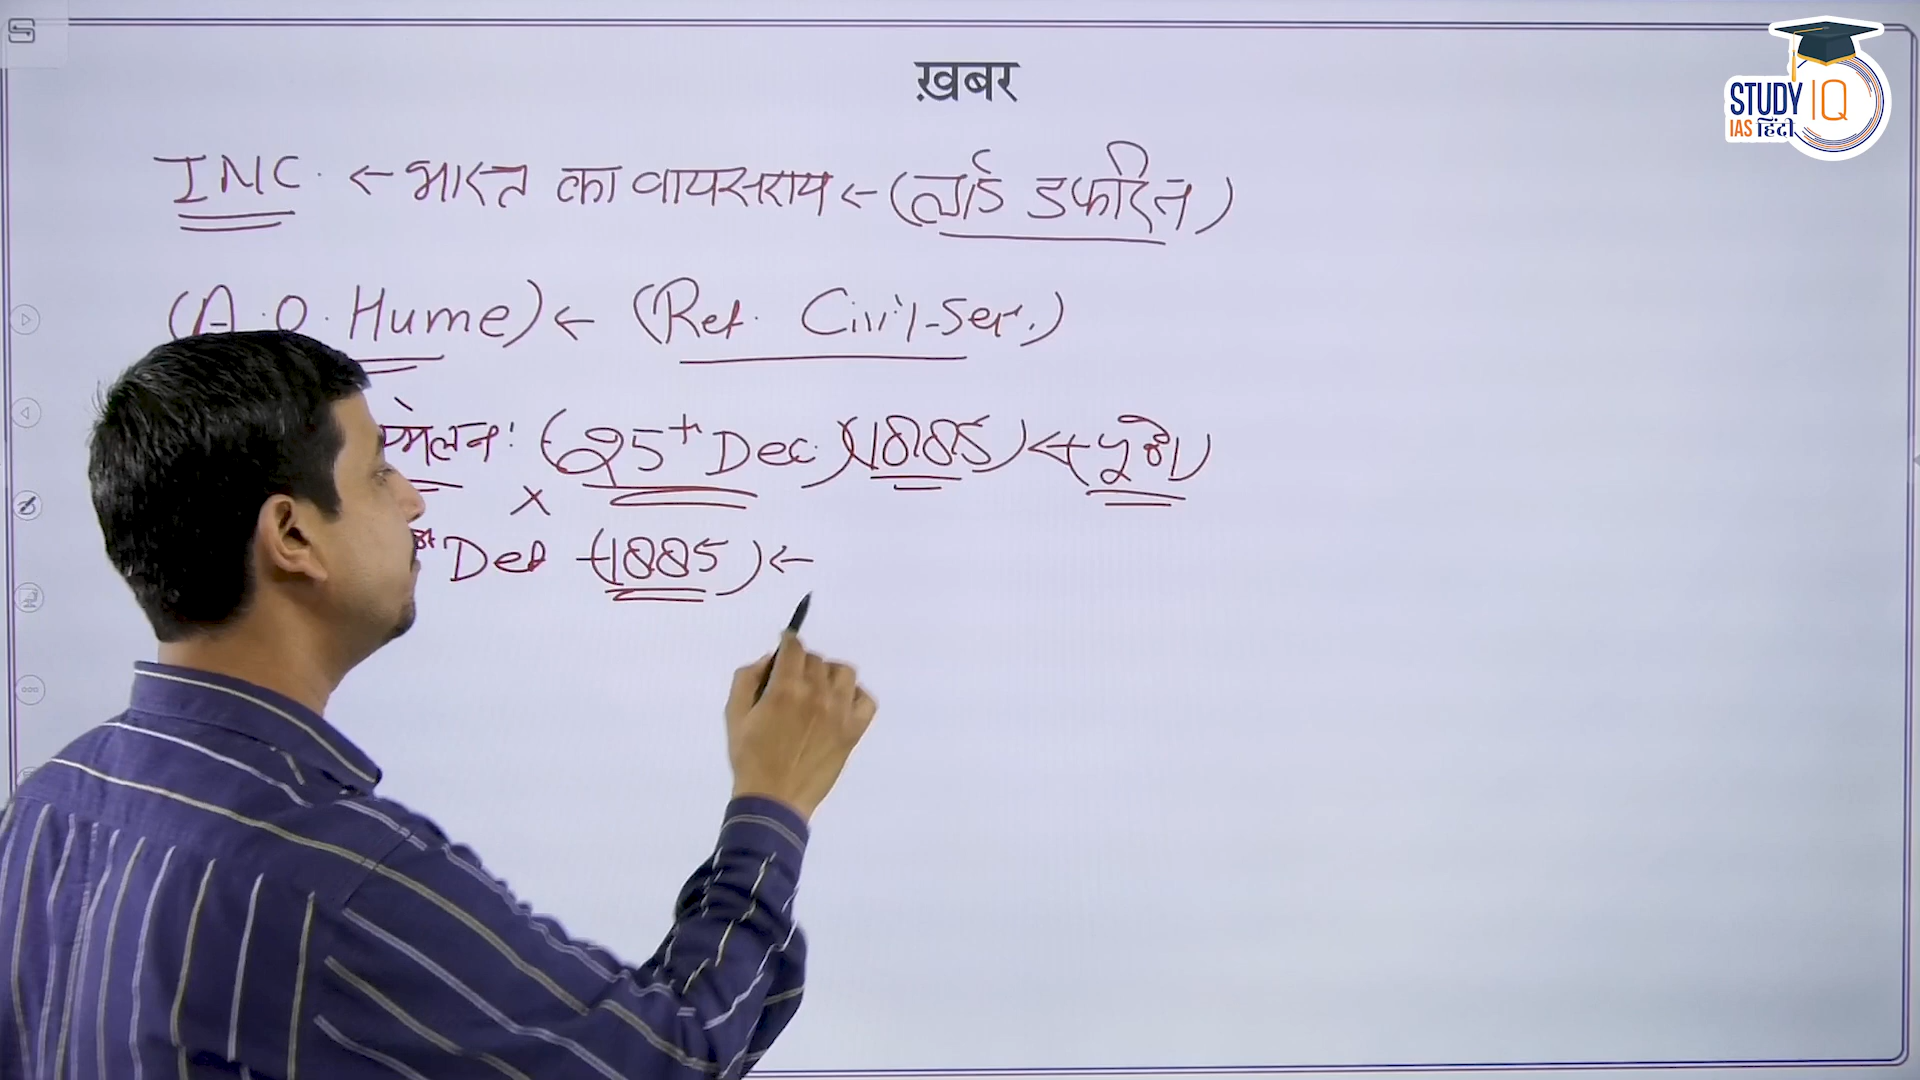 ख़बर
STUDY IQ
IAS हिंदी
INC. ← भारत का वायसराय ← (लार्ड डफरिन)
(A.O. Hume) ← (Ret. Civil-Ser.)
म्मेलन: (25th Dec.) (1885) ← (पूणे)
x
Dec (1885) ←